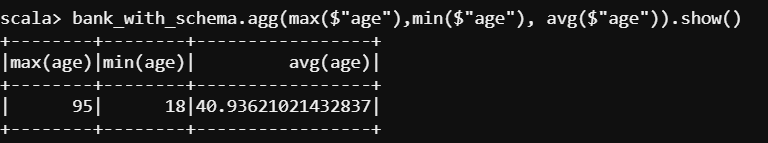 scala> bank_with_schema.agg(max($"age"),min($"age"), avg($"age")).show()
+--------+--------+-----------------+
|max(age)|min(age)|         avg(age)|
+--------+--------+-----------------+
|      95|      18|40.93621021432837|
+--------+--------+-----------------+